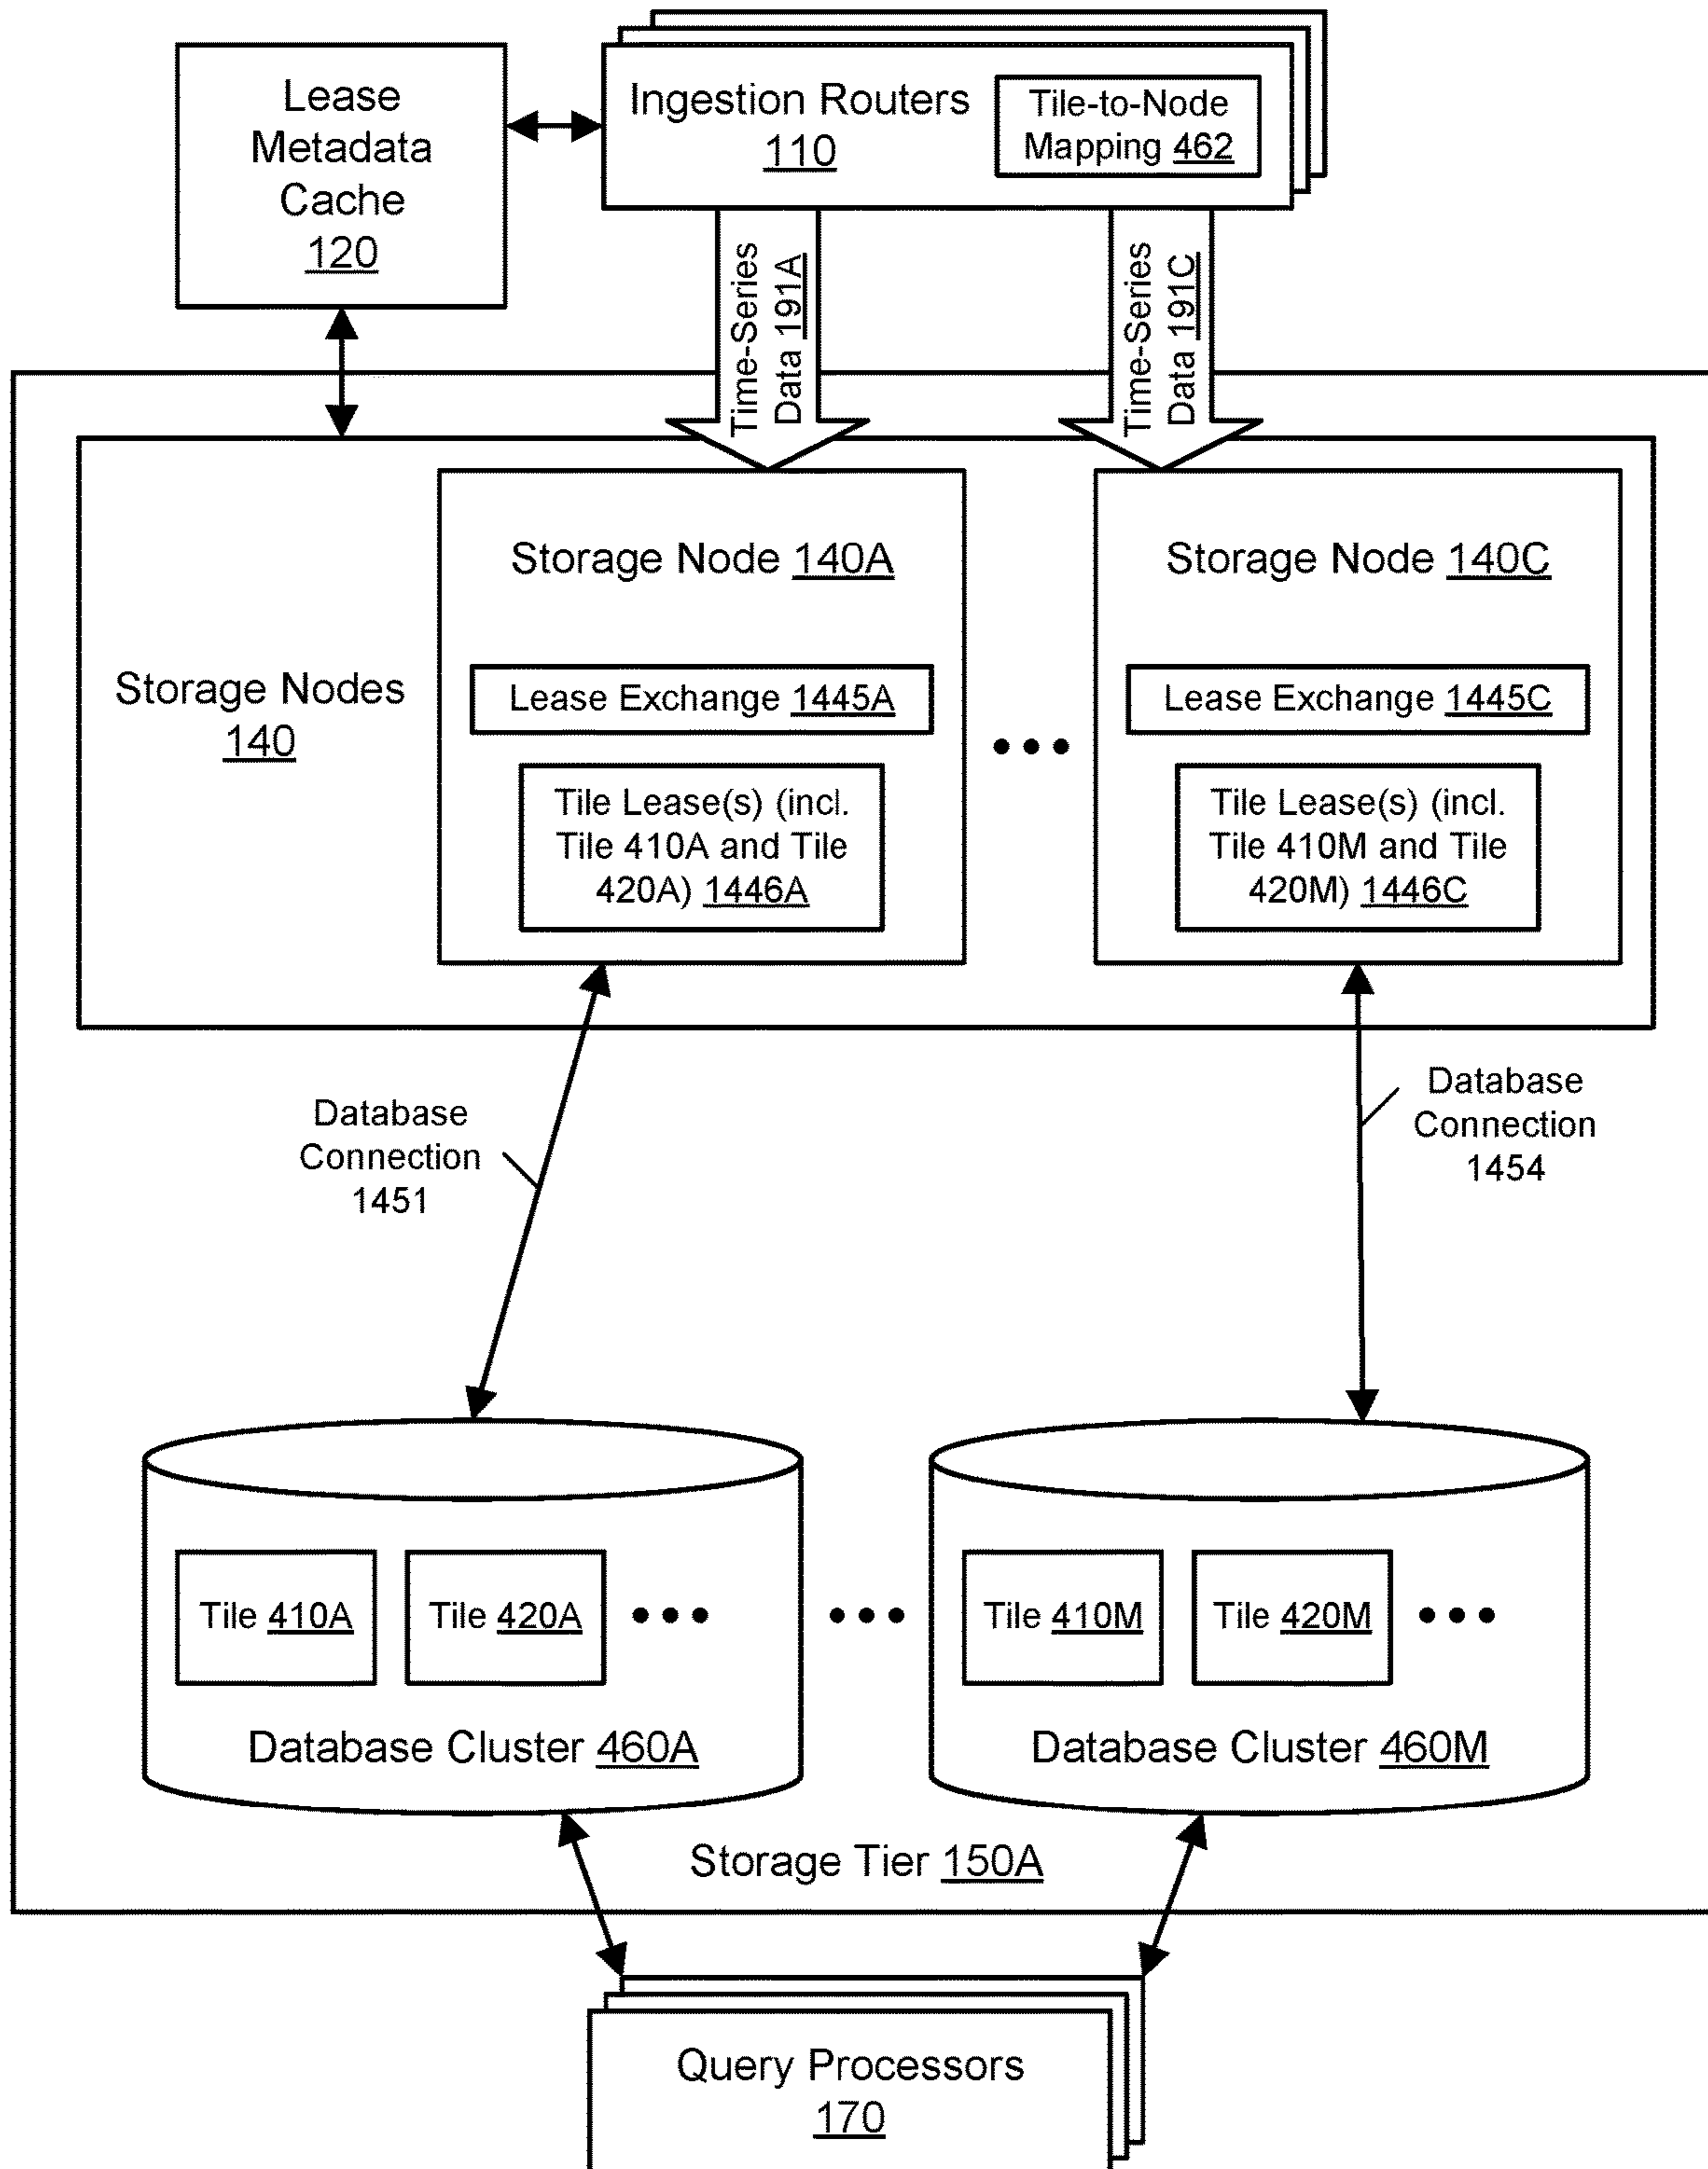 Lease
Metadata
Cache
120
Ingestion Routers
110
Tile-to-Node
Mapping 462
Time-Series
Data 191A
Time-Series
Data 191C
Storage Nodes
140
Storage Node 140A
Lease Exchange 1445A
Tile Lease(s) (incl.
Tile 410A and Tile
420A) 1446A
Storage Node 140C
Lease Exchange 1445C
Tile Lease(s) (incl.
Tile 410M and Tile
420M) 1446C
Database
Connection
1451
Database
Connection
1454
Tile 410A
Tile 420A
Database Cluster 460A
Tile 410M
Tile 420M
Database Cluster 460M
Storage Tier 150A
Query Processors
170